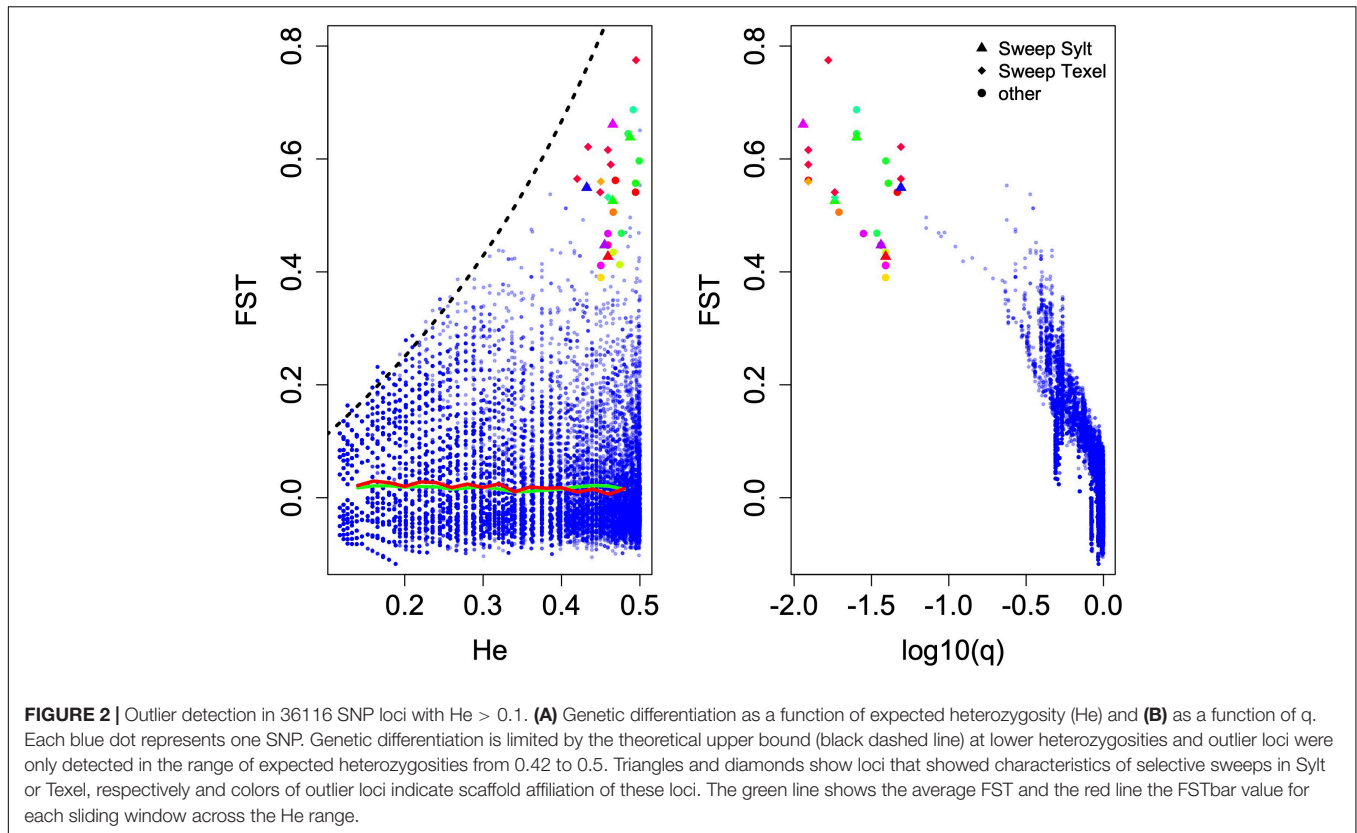 0.8
0.6
0.4
0.2
0.0
FST
0.2 0.3 0.4 0.5
He
0.8
0.6
0.4
0.2
0.0
FST
Sweep Sylt
Sweep Texel
other
-2.0 -1.5 -1.0 -0.5 0.0
log10(q)
FIGURE 2 | Outlier detection in 36116 SNP loci with He > 0.1. (A) Genetic differentiation as a function of expected heterozygosity (He) and (B) as a function of q.
Each blue dot represents one SNP. Genetic differentiation is limited by the theoretical upper bound (black dashed line) at lower heterozygosities and outlier loci were
only detected in the range of expected heterozygosities from 0.42 to 0.5. Triangles and diamonds show loci that showed characteristics of selective sweeps in Sylt
or Texel, respectively and colors of outlier loci indicate scaffold affiliation of these loci. The green line shows the average FST and the red line the FSTbar value for
each sliding window across the He range.